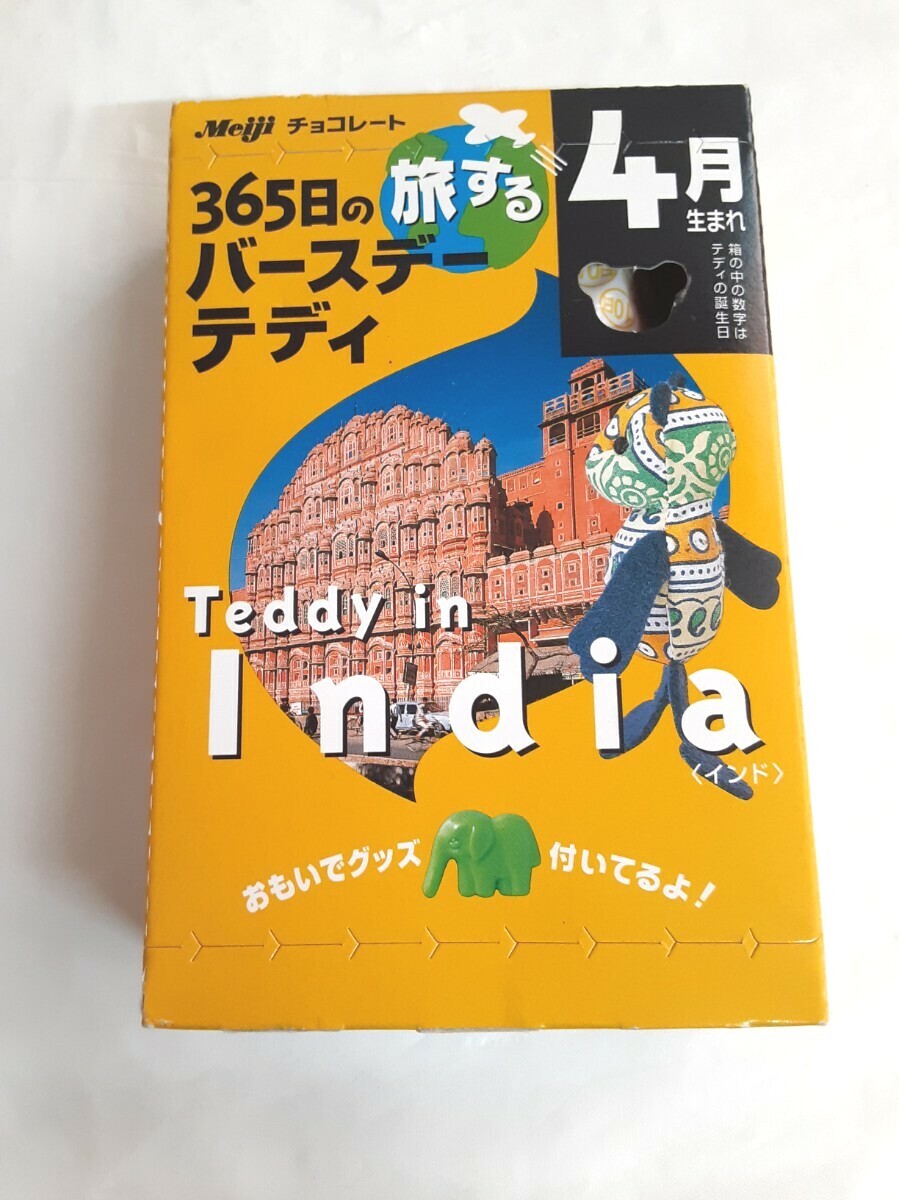 Meiji チョコレート
365日の旅する
バースデー
テディ
4月
生まれ
箱の中の数字は
テディの誕生日
Teddy in
India
〈インド〉
おもいでグッズ 付いてるよ!